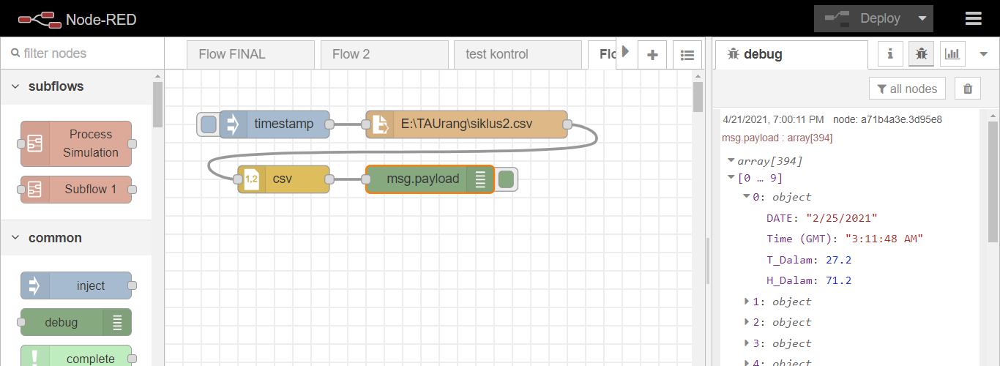 Node-RED
Deploy
filter nodes
Flow FINAL
Flow 2
test kontrol
Flo
debug
i
subflows
Process
Simulation
Subflow 1
common
inject
debug
complete
timestamp
E:\TAUrang\siklus2.csv
1,2
csv
msg.payload
all nodes
4/21/2021, 7:00:11 PM node: a71b4a3e.3d95e8
msg.payload : array[394]
array[394]
[0 … 9]
0: object
DATE: "2/25/2021"
Time (GMT): "3:11:48 AM"
T_Dalam: 27.2
H_Dalam: 71.2
1: object
2: object
3: object
4: object